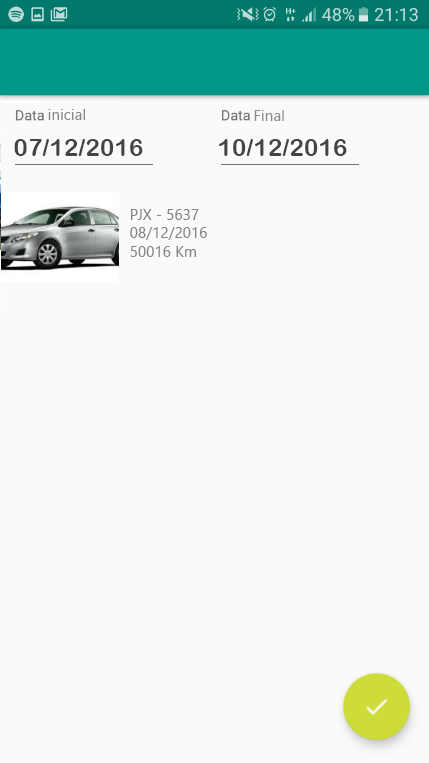 48% 21:13
Data inicial Data Final
07/12/2016 10/12/2016
PJX - 5637
08/12/2016
50016 Km